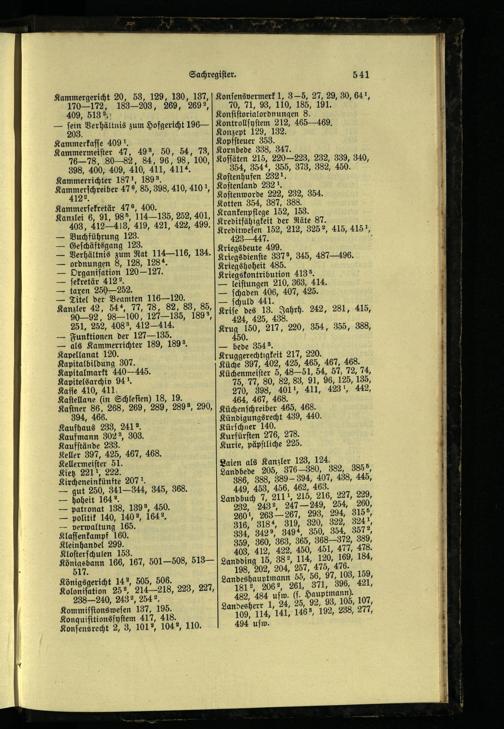 Sachregister. 541
Kammergericht 20, 53, 129, 130, 137,
170—172, 183—203, 269, 269²,
409, 513⁵.
— sein Verhältnis zum Hofgericht 196—
203.
Kammerkasse 409¹.
Kammermeister 47, 49³, 50, 54, 73,
76—78, 80—82, 84, 96, 98, 100,
398, 400, 409, 410, 411, 411⁴.
Kammerrichter 187¹, 189³.
Kammerschreiber 47⁶, 85, 398, 410, 410¹,
412².
Kammersekretär 47⁶, 400.
Kanzlei 6, 91, 98⁵, 114—135, 252, 401,
403, 412—413, 419, 421, 422, 499.
— Buchführung 123.
— Geschäftsgang 123.
— Verhältnis zum Rat 114—116, 134.
— ordnungen 8, 128, 128⁴.
— Organisation 120—127.
— sekretär 412².
— taxen 250—252.
— Titel der Beamten 116—120.
Kanzler 42, 54⁴, 77, 78, 82, 83, 85,
90—92, 98—100, 127—135, 189³,
251, 252, 408³, 412—414.
— Funktionen der 127—135.
— als Kammerrichter 189, 189³.
Kapellanat 120.
Kapitalbildung 307.
Kapitalmarkt 440—445.
Kapitelsarchiv 94¹.
Kasse 410, 411.
Kastellane (in Schlesien) 18, 19.
Kastner 86, 268, 269, 289, 289³, 290,
394, 466.
Kaufhaus 233, 241².
Kaufmann 302³, 303.
Kaufstände 233.
Keller 397, 425, 467, 468.
Kellermeister 51.
Kietz 221¹, 222.
Kircheneinkünfte 207¹.
— gut 250, 341—344, 345, 368.
— hoheit 164².
— patronat 138, 139², 450.
— politik 140, 140², 164².
— verwaltung 165.
Klaffenkampf 160.
Kleinhandel 299.
Klosterschulen 153.
Königsbann 166, 167, 501—508, 513—
517.
Königsgericht 14³, 505, 506.
Kolonisation 25², 214—218, 223, 227,
238—240, 243², 254².
Kommissionswesen 137, 195.
Konquisitionssystem 417, 418.
Konsensrecht 2, 3, 101², 104², 110.
Konsensvermerk 1, 3—5, 27, 29, 30, 64¹,
70, 71, 93, 110, 185, 191.
Konsistorialordnungen 8.
Kontrollsystem 212, 465—469.
Konzept 129, 132.
Kopfsteuer 353.
Kornbede 338, 347.
Kossäten 215, 220—223, 232, 339, 340,
354, 354⁴, 355, 373, 382, 450.
Kostenhufen 232¹.
Kostenland 232¹.
Kostenworde 222, 232, 354.
Kotten 354, 387, 388.
Krankenpflege 152, 153.
Kreditfähigkeit der Räte 87.
Kreditwesen 152, 212, 325², 415, 415¹,
423—447.
Kriegsbeute 499.
Kriegsdienste 337³, 345, 487—496.
Kriegshoheit 485.
Kriegskontribution 413⁵.
— leistungen 210, 363, 414.
— schaden 406, 407, 425.
— schuld 441.
Krise des 13. Jahrh. 242, 281, 415,
424, 425, 438.
Krug 150, 217, 220, 354, 355, 388,
450.
— bede 354³.
Kruggerechtigkeit 217, 220.
Küche 397, 402, 425, 465, 467, 468.
Küchenmeister 5, 48—51, 54, 57, 72, 74,
75, 77, 80, 82, 83, 91, 96, 125, 135,
270, 398, 401¹, 411, 423¹, 442,
464, 467, 468.
Küchenschreiber 465, 468.
Kündigungsrecht 439, 440.
Kürschner 140.
Kurfürsten 276, 278.
Kurie, päpstliche 225.
Laien als Kanzler 123, 124.
Landbede 205, 376—380, 382, 385⁵,
386, 388, 389—394, 407, 438, 445,
449, 453, 456, 462, 463.
Landbuch 7, 211¹, 215, 216, 227, 229,
232, 243², 247—249, 254, 260,
260¹, 263—267, 293, 294, 315⁵,
316, 318⁴, 319, 320, 322, 324¹,
334, 342³, 349⁴, 350, 354, 357²,
359, 360, 363, 365, 368—372, 389,
403, 412, 422, 450, 451, 477, 478.
Landding 15, 38², 114, 120, 169, 184,
198, 202, 204, 257, 475, 476.
Landeshauptmann 55, 56, 97, 103, 159,
181², 206², 261, 371, 396, 421,
482, 484 usw. (s. Hauptmann).
Landesherr 1, 24, 25, 92, 93, 105, 107,
109, 114, 141, 146³, 192, 238, 277,
494 usw.